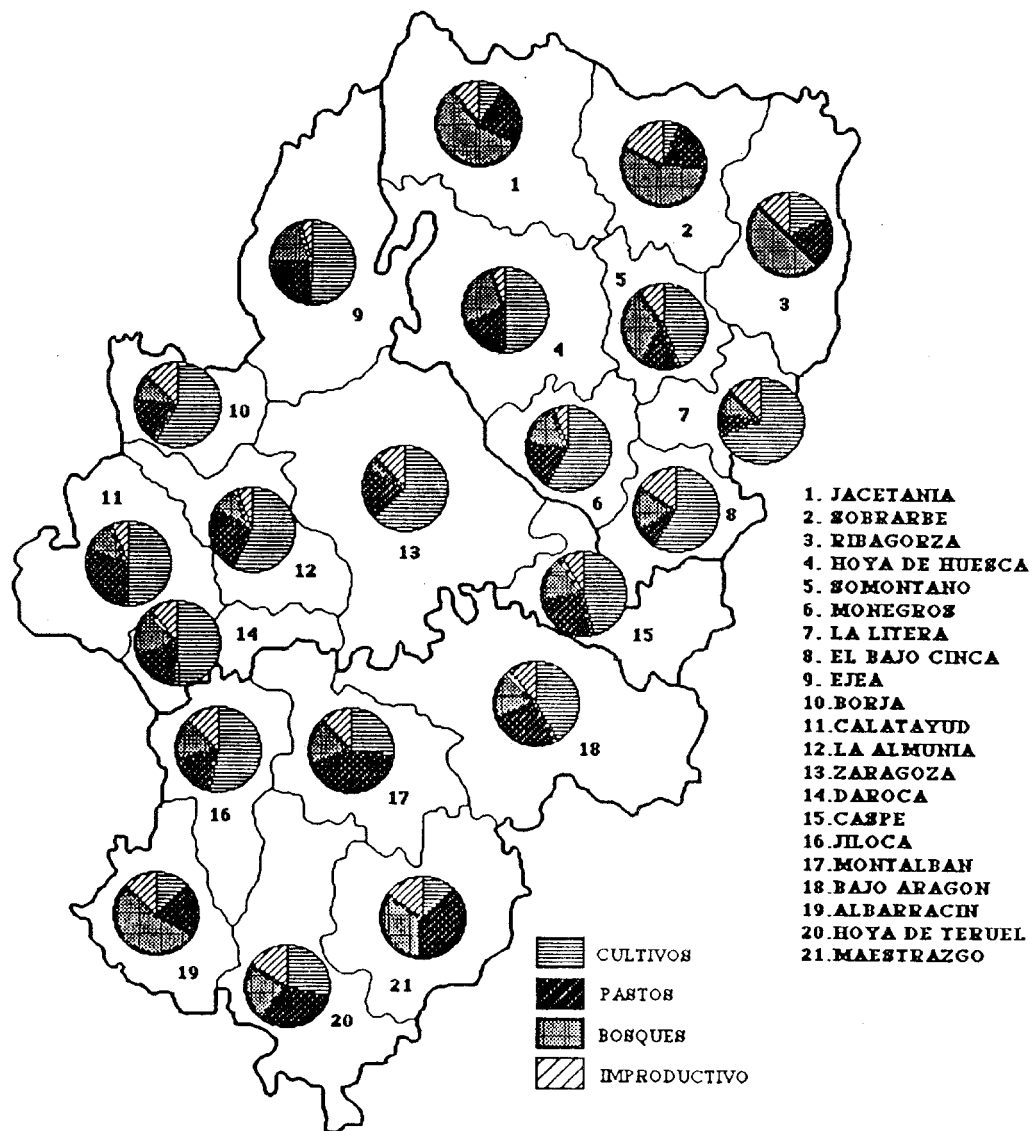 1
2
3
4
5
6
7
8
9
10
11
12
13
14
15
16
17
18
19
20
21
1. JACETANIA
2. SOBRARBE
3. RIBAGORZA
4. HOYA DE HUESCA
5. SOMONTANO
6. MONEGROS
7. LA LITERA
8. EL BAJO CINCA
9. EJEA
10.BORJA
11.CALATAYUD
12.LA ALMUNIA
13.ZARAGOZA
14.DAROCA
15.CASPE
16.JILOCA
17.MONTALBAN
18.BAJO ARAGON
19.ALBARRACIN
20.HOYA DE TERUEL
21.MAESTRAZGO
CULTIVOS
PASTOS
BOSQUES
IMPRODUCTIVO